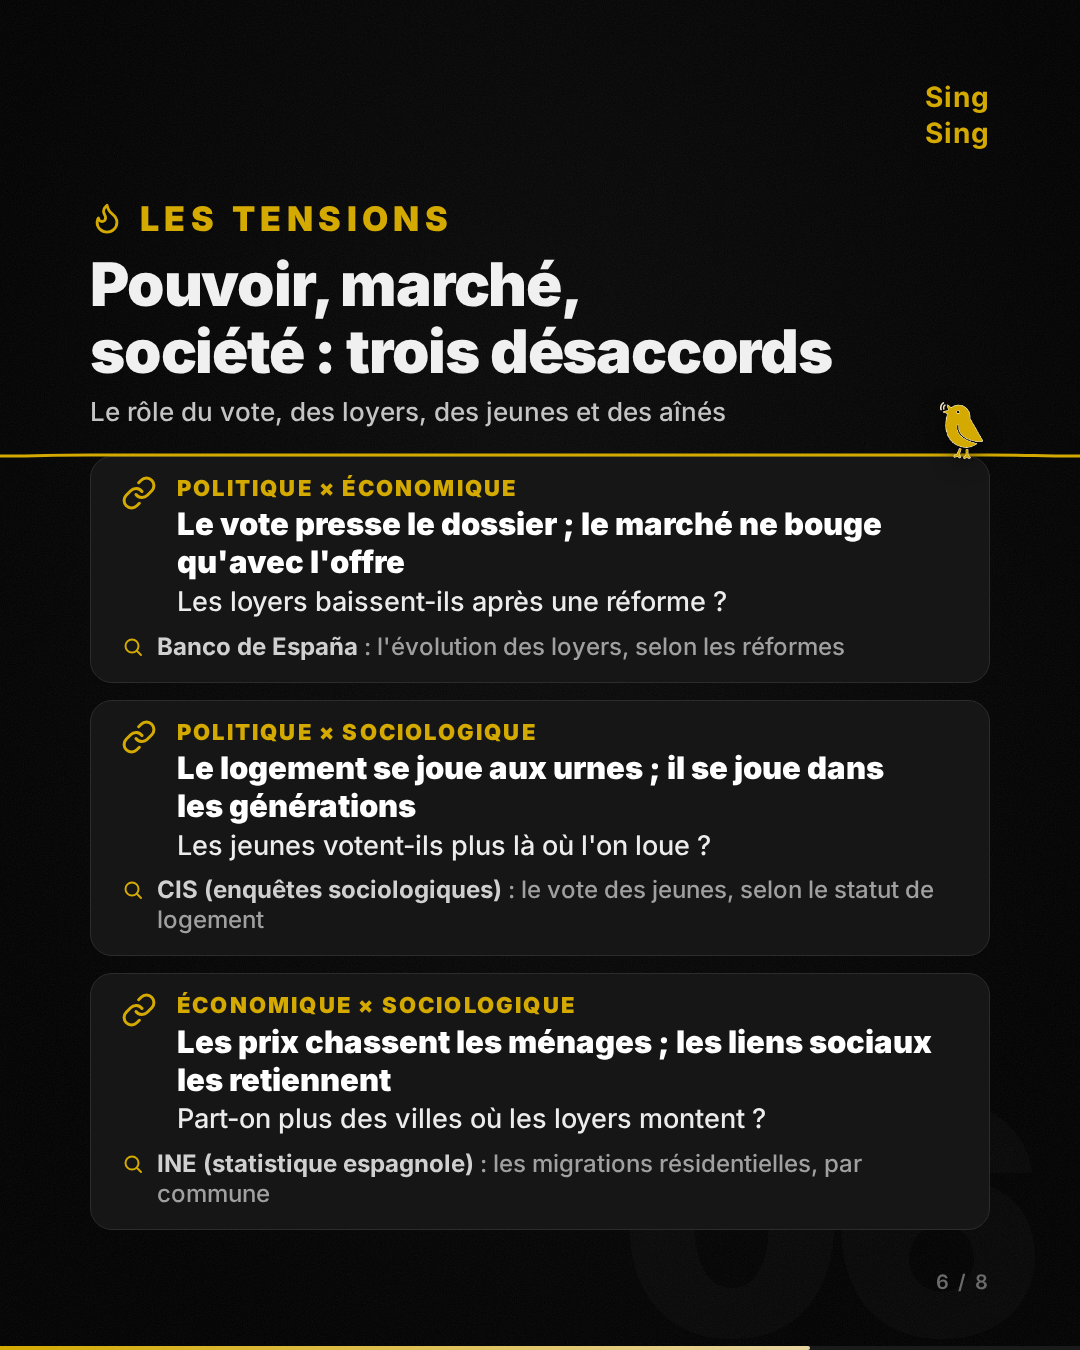 Sing
Sing
LES TENSIONS
Pouvoir, marché,
société : trois désaccords
Le rôle du vote, des loyers, des jeunes et des aînés
POLITIQUE × ÉCONOMIQUE
Le vote presse le dossier ; le marché ne bouge
qu'avec l'offre
Les loyers baissent-ils après une réforme ?
Banco de España : l'évolution des loyers, selon les réformes
POLITIQUE × SOCIOLOGIQUE
Le logement se joue aux urnes ; il se joue dans
les générations
Les jeunes votent-ils plus là où l'on loue ?
CIS (enquêtes sociologiques) : le vote des jeunes, selon le statut de
logement
ÉCONOMIQUE × SOCIOLOGIQUE
Les prix chassent les ménages ; les liens sociaux
les retiennent
Part-on plus des villes où les loyers montent ?
INE (statistique espagnole) : les migrations résidentielles, par
commune
06
6 / 8